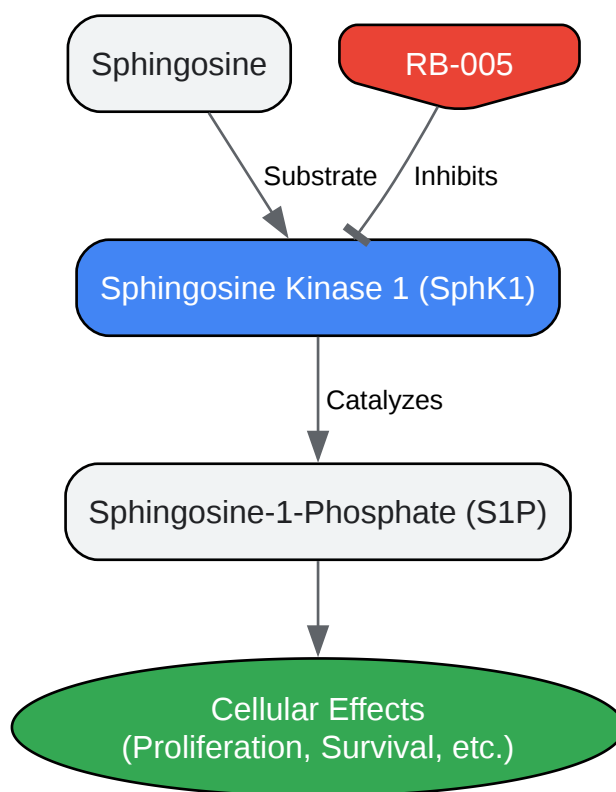 Sphingosine
RB-005
Substrate
Inhibits
Sphingosine Kinase 1 (SphK1)
Catalyzes
Sphingosine-1-Phosphate (S1P)
Cellular Effects
(Proliferation, Survival, etc.)